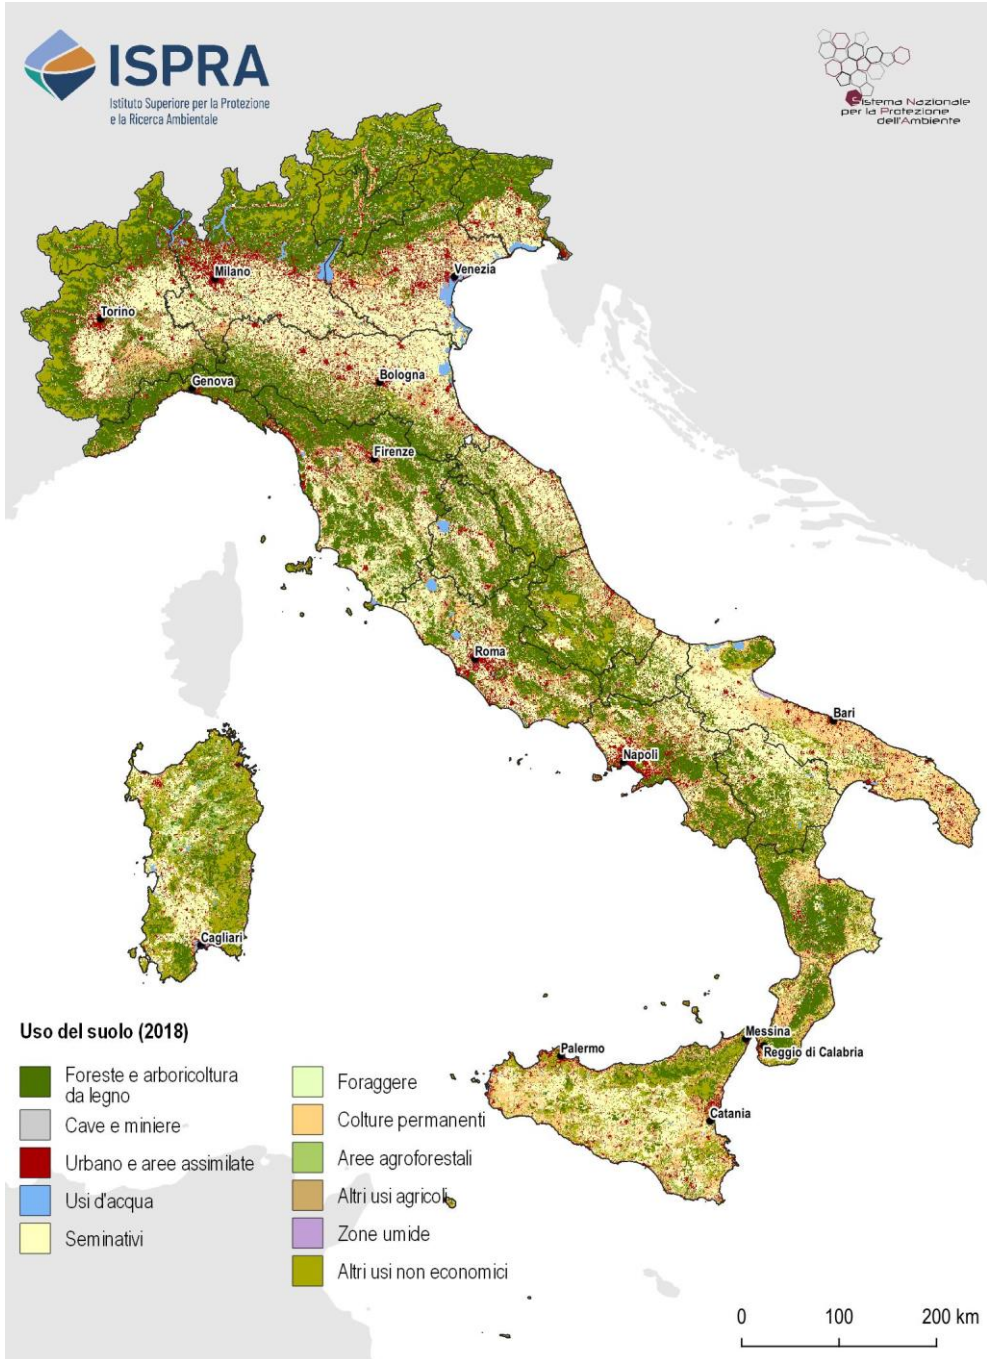 ISPRA
Istituto Superiore per la Protezione
e la Ricerca Ambientale
Sistema Nazionale
per la Protezione
dell'Ambiente
Milano
Venezia
Torino
Genova
Bologna
Firenze
Roma
Bari
Napoli
Cagliari
Messina
Palermo
Reggio di Calabria
Catania
Uso del suolo (2018)
Foreste e arboricoltura
da legno
Cave e miniere
Urbano e aree assimilate
Usi d'acqua
Seminativi
Foraggere
Colture permanenti
Aree agroforestali
Altri usi agricoli
Zone umide
Altri usi non economici
0 100 200 km